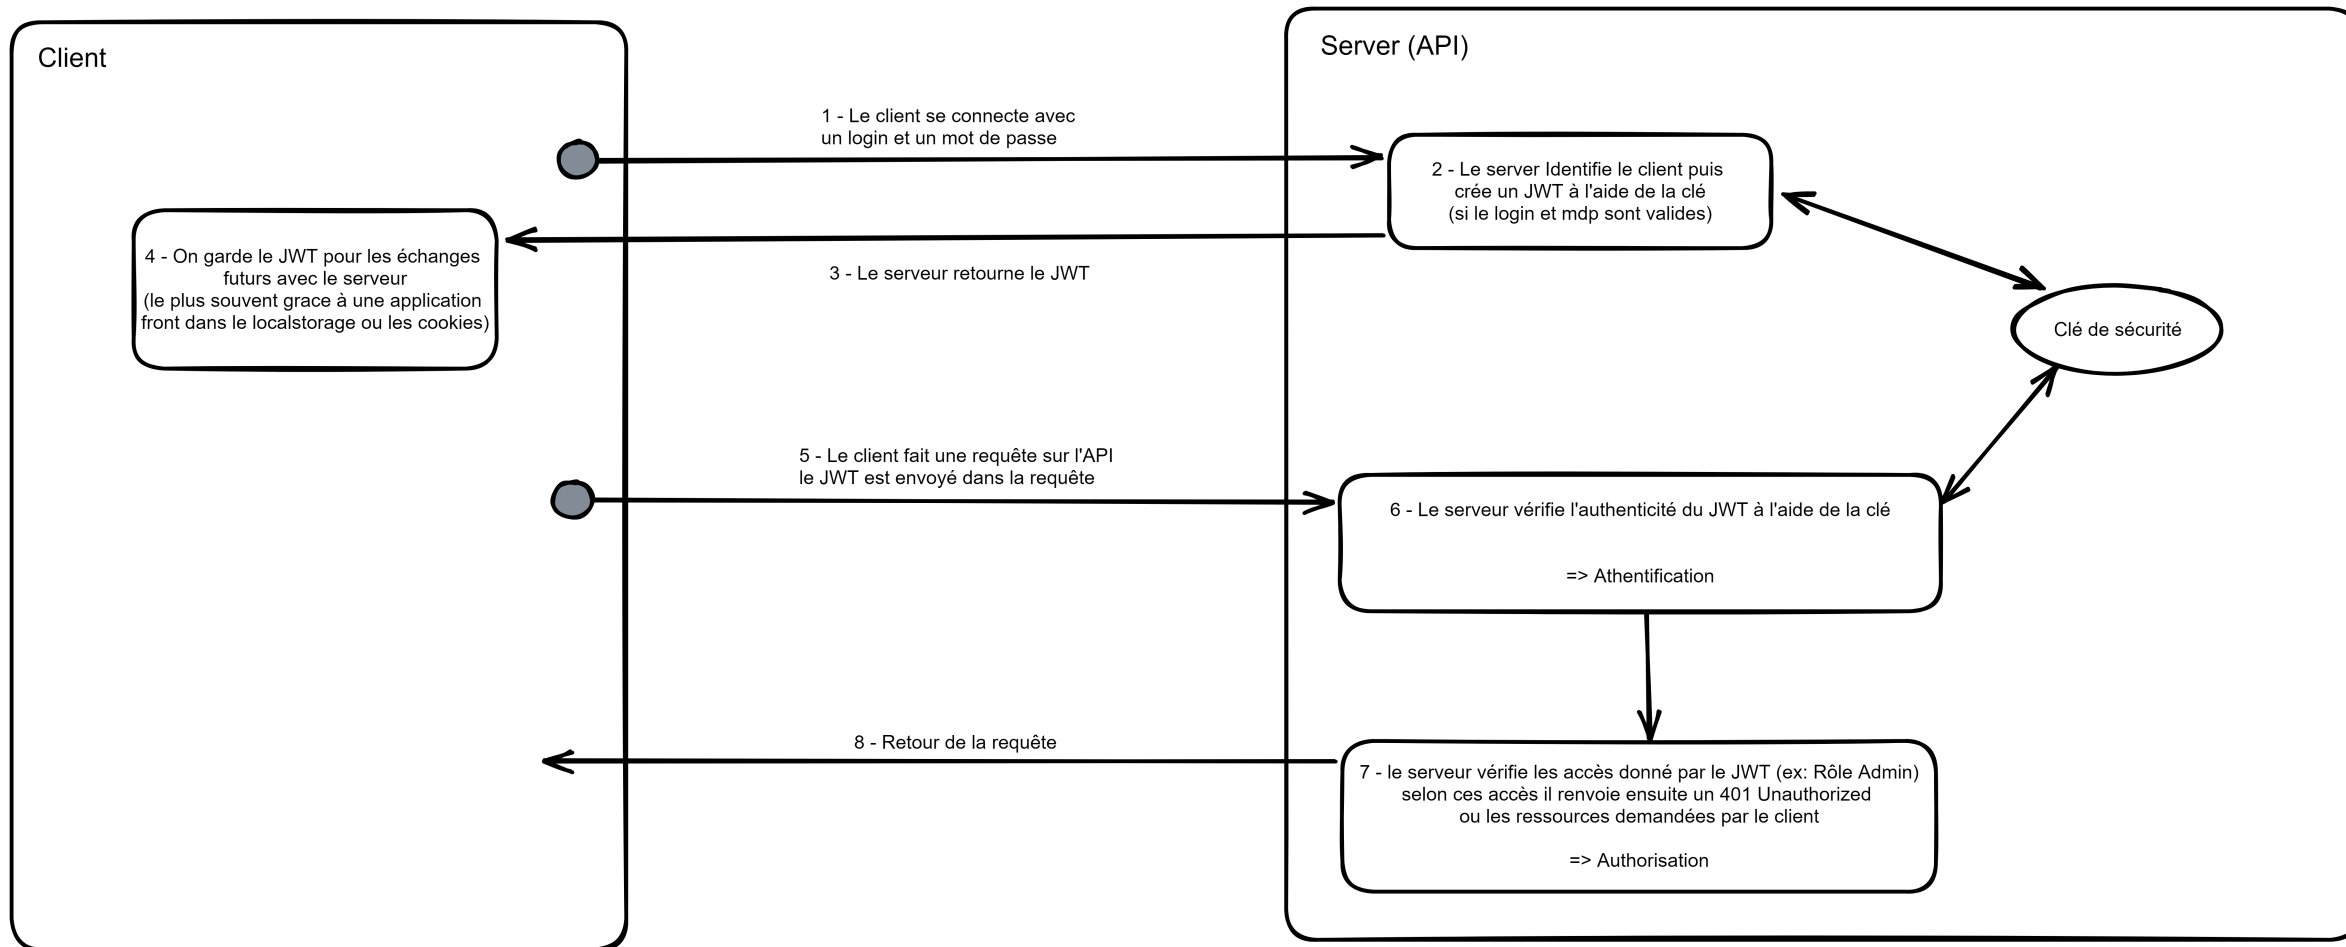 Client
Server (API)
1 - Le client se connecte avec
un login et un mot de passe
2 - Le server Identifie le client puis
crée un JWT à l'aide de la clé
(si le login et mdp sont valides)
3 - Le serveur retourne le JWT
4 - On garde le JWT pour les échanges
futurs avec le serveur
(le plus souvent grace à une application
front dans le localstorage ou les cookies)
Clé de sécurité
5 - Le client fait une requête sur l'API
le JWT est envoyé dans la requête
6 - Le serveur vérifie l'authenticité du JWT à l'aide de la clé
=> Athentification
7 - le serveur vérifie les accès donné par le JWT (ex: Rôle Admin)
selon ces accès il renvoie ensuite un 401 Unauthorized
ou les ressources demandées par le client
=> Authorisation
8 - Retour de la requête